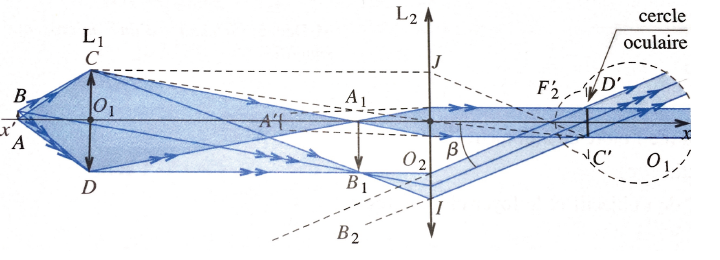 L₂
cercle
oculaire
L₁
C
J
B
O₁
A₁
F′₂
D′
A′
x′
A
x
O₂
β
C′
O₁
D
B₁
I
B₂